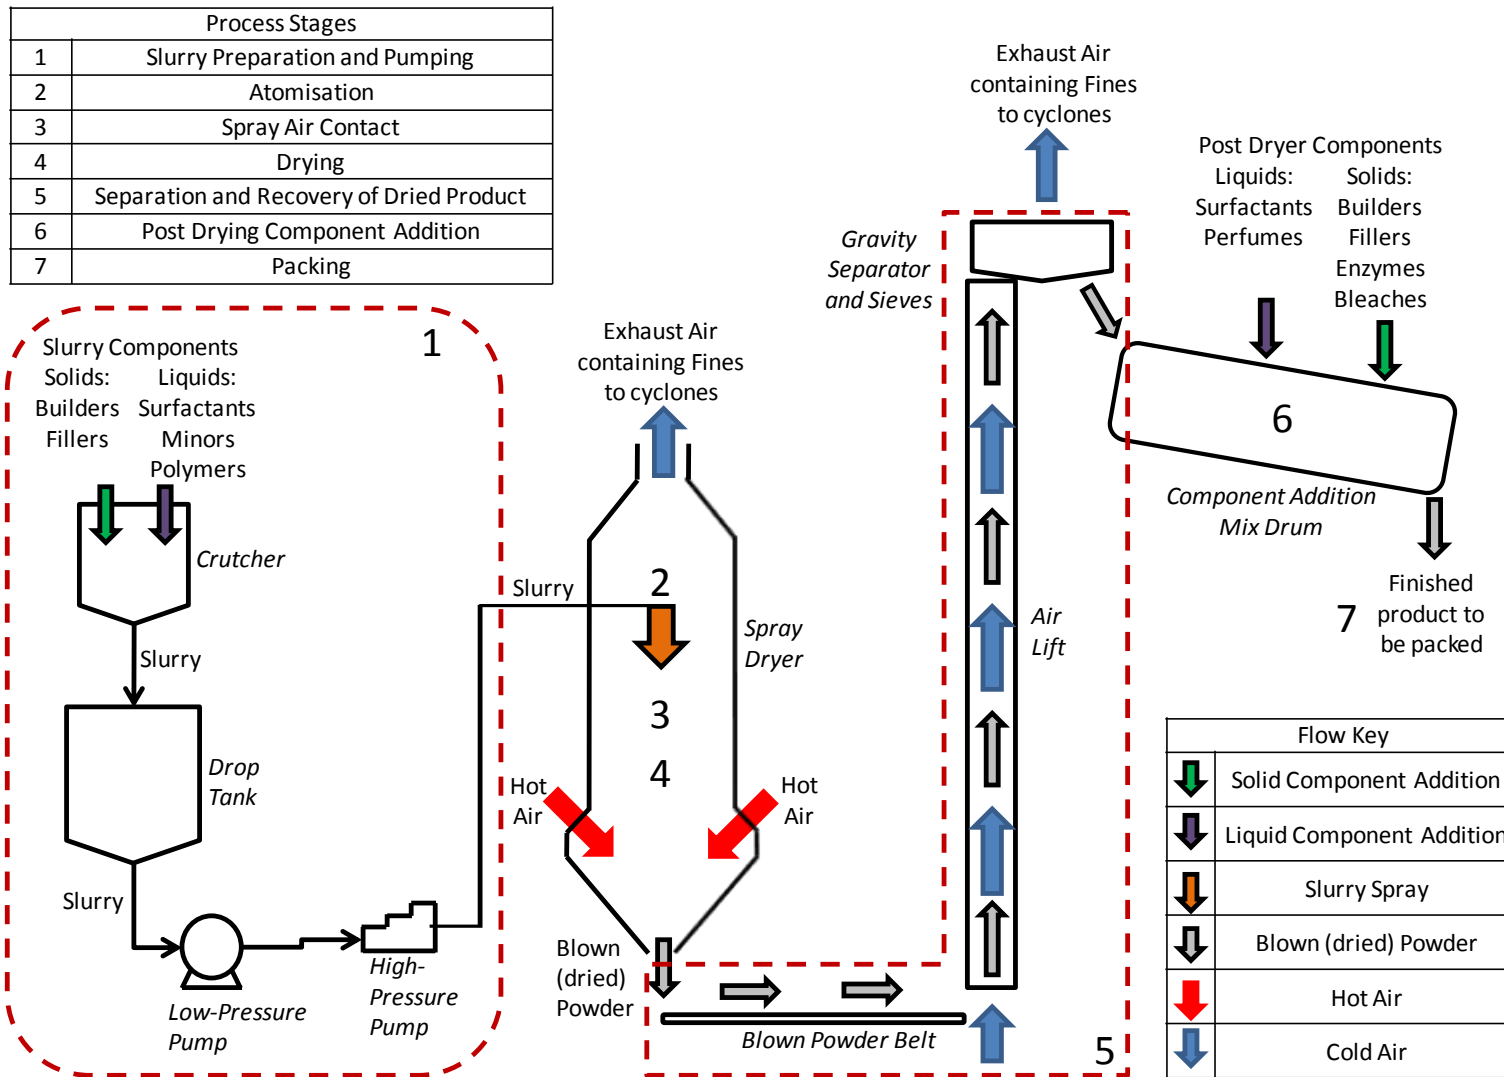 Process Stages
1 Slurry Preparation and Pumping
2 Atomisation
3 Spray Air Contact
4 Drying
5 Separation and Recovery of Dried Product
6 Post Drying Component Addition
7 Packing
1
Slurry Components
Solids: Liquids:
Builders Surfactants
Fillers Minors
Polymers
Crutcher
Slurry
Drop
Tank
Slurry
Low-Pressure
Pump
High-
Pressure
Pump
Slurry
Exhaust Air
containing Fines
to cyclones
2
Spray
Dryer
3
4
Hot
Air
Hot
Air
Blown
(dried)
Powder
Blown Powder Belt
5
Exhaust Air
containing Fines
to cyclones
Gravity
Separator
and Sieves
Air
Lift
Post Dryer Components
Liquids: Solids:
Surfactants Builders
Perfumes Fillers
Enzymes
Bleaches
6
Component Addition
Mix Drum
7
Finished
product to
be packed
Flow Key
Solid Component Addition
Liquid Component Addition
Slurry Spray
Blown (dried) Powder
Hot Air
Cold Air